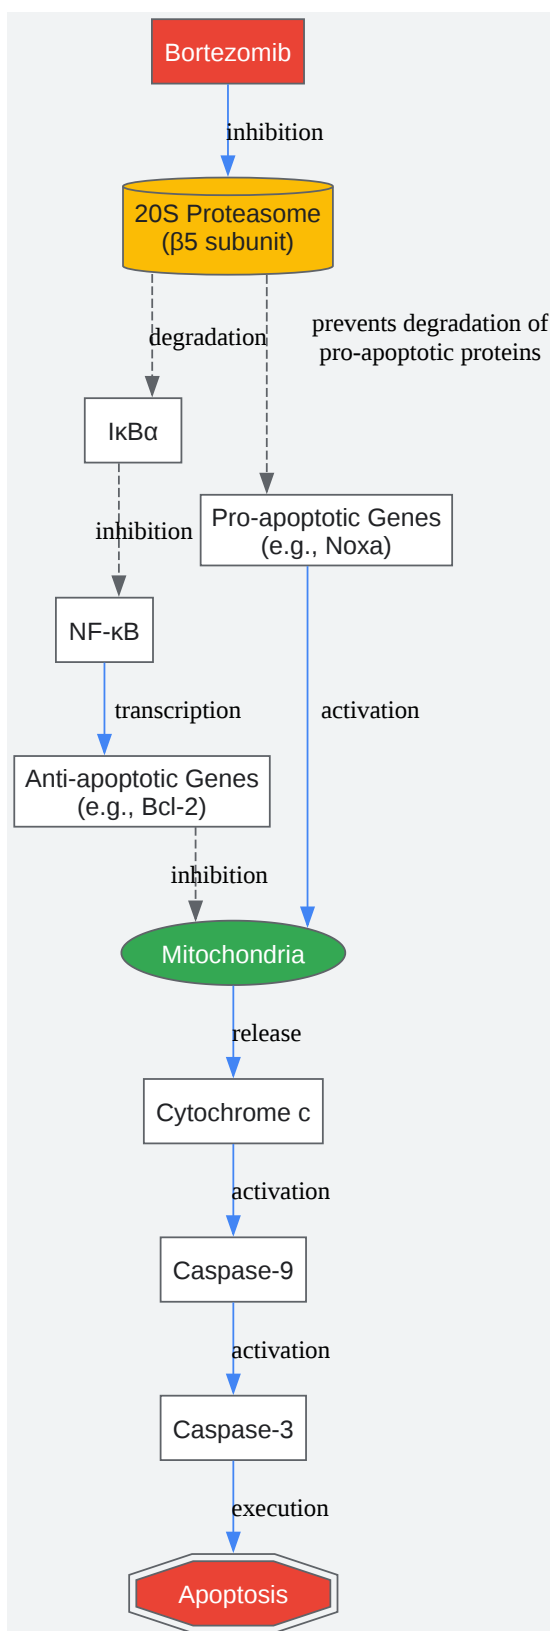 Bortezomib
inhibition
20S Proteasome
(β5 subunit)
degradation
prevents degradation of
pro-apoptotic proteins
IκBα
inhibition
Pro-apoptotic Genes
(e.g., Noxa)
NF-κB
transcription
activation
Anti-apoptotic Genes
(e.g., Bcl-2)
inhibition
Mitochondria
release
Cytochrome c
activation
Caspase-9
activation
Caspase-3
execution
Apoptosis